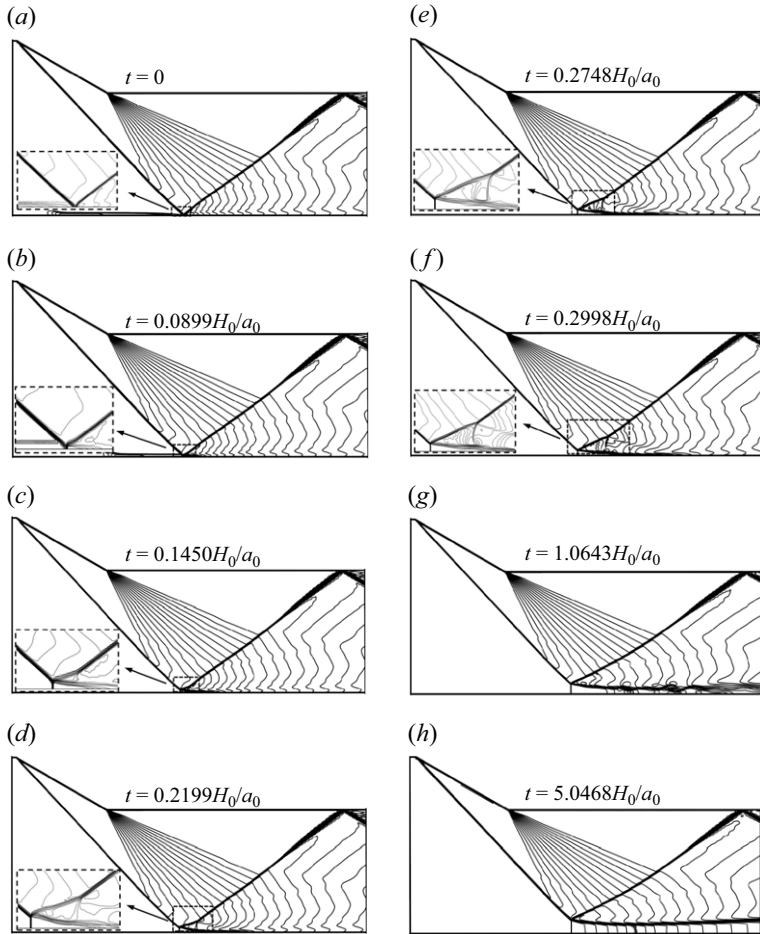 (a)
t = 0
(b)
t = 0.0899H₀/a₀
(c)
t = 0.1450H₀/a₀
(d)
t = 0.2199H₀/a₀
(e)
t = 0.2748H₀/a₀
(f)
t = 0.2998H₀/a₀
(g)
t = 1.0643H₀/a₀
(h)
t = 5.0468H₀/a₀